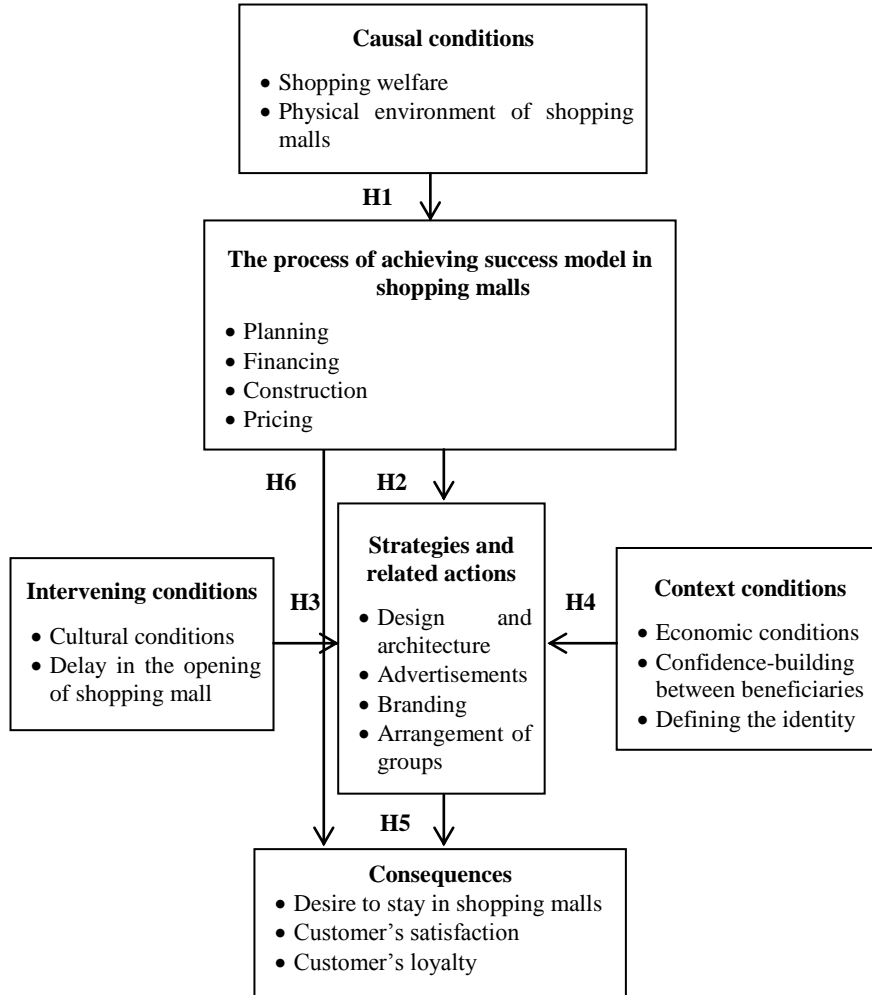 Causal conditions
• Shopping welfare
• Physical environment of shopping
malls
H1
The process of achieving success model in
shopping malls
• Planning
• Financing
• Construction
• Pricing
H6
H2
Intervening conditions
• Cultural conditions
• Delay in the opening
of shopping mall
H3
Strategies and
related actions
• Design and
architecture
• Advertisements
• Branding
• Arrangement of
groups
H4
Context conditions
• Economic conditions
• Confidence-building
between beneficiaries
• Defining the identity
H5
Consequences
• Desire to stay in shopping malls
• Customer’s satisfaction
• Customer’s loyalty